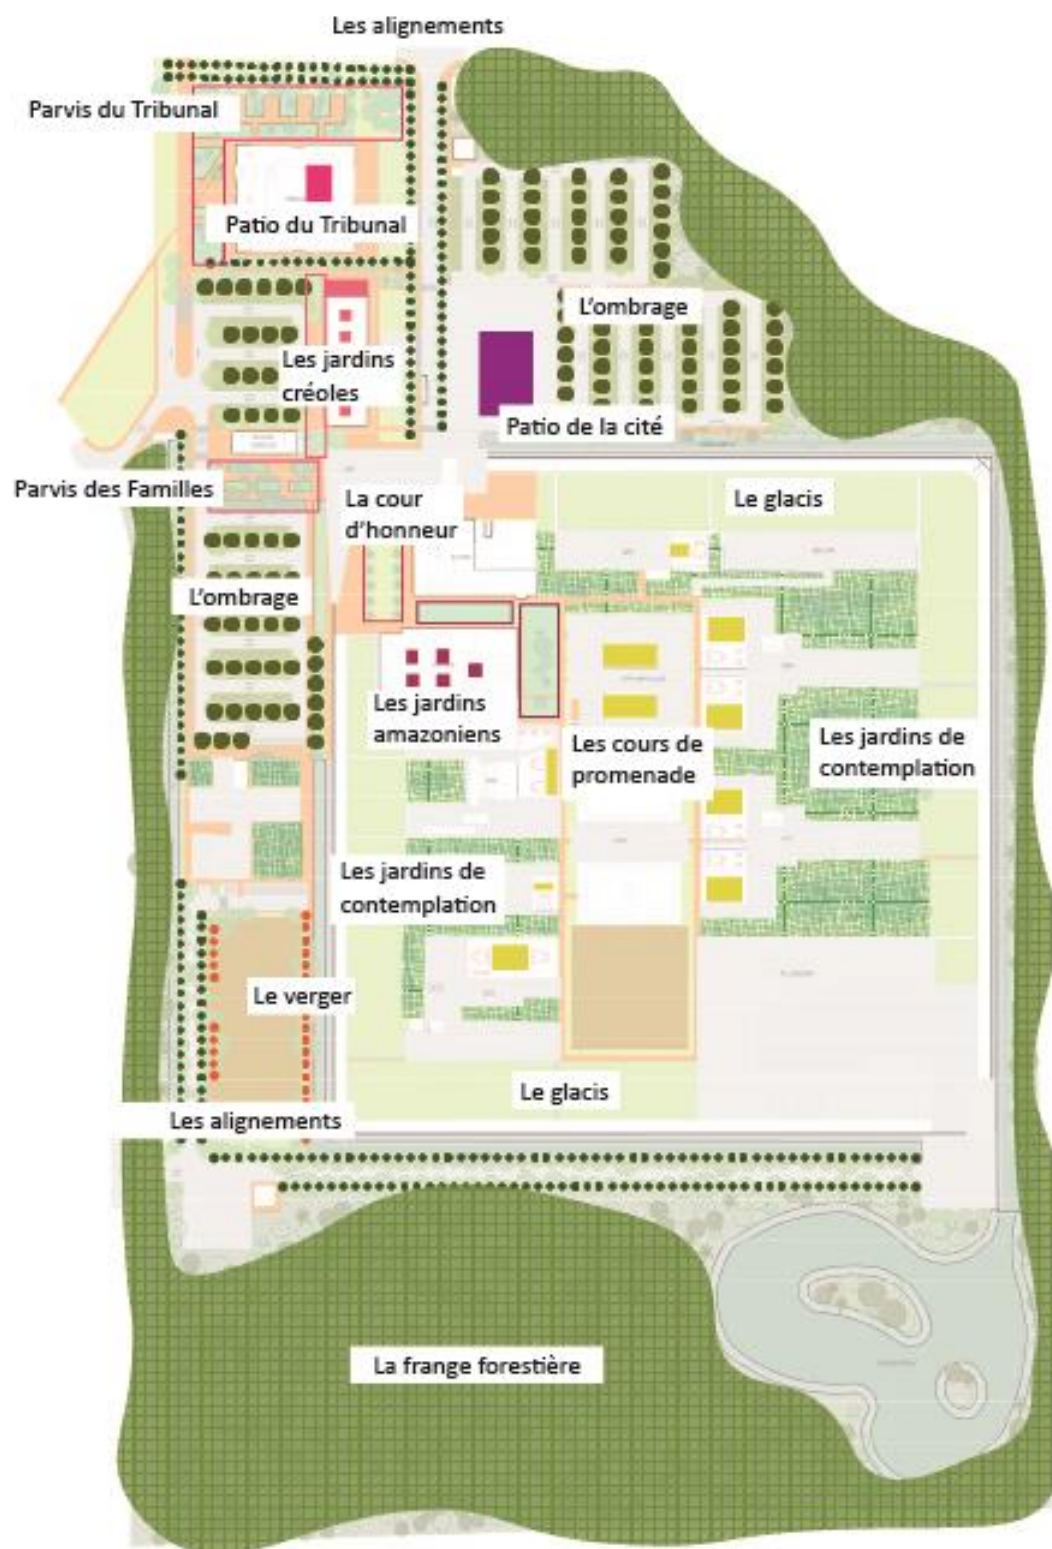 Les alignements
Parvis du Tribunal
Patio du Tribunal
L'ombrage
Les jardins
créoles
Patio de la cité
Parvis des Familles
La cour
d'honneur
Le glacis
L'ombrage
Les jardins
amazoniens
Les cours de
promenade
Les jardins de
contemplation
Les jardins de
contemplation
Le verger
Le glacis
Les alignements
La frange forestière